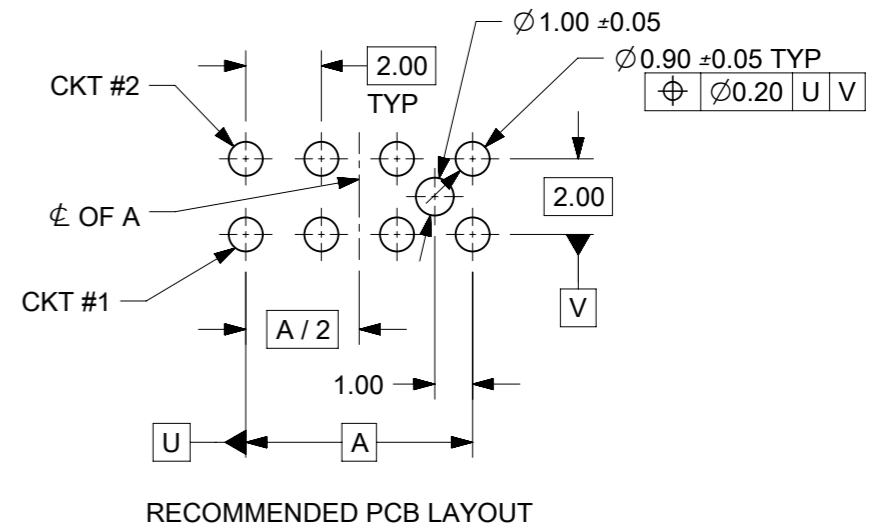 ⌀1.00 ±0.05
⌀0.90 ±0.05 TYP
⌖ ⌀0.20 U V
2.00
TYP
CKT #2
℄ OF A
2.00
CKT #1
V
A / 2
1.00
U
A
RECOMMENDED PCB LAYOUT